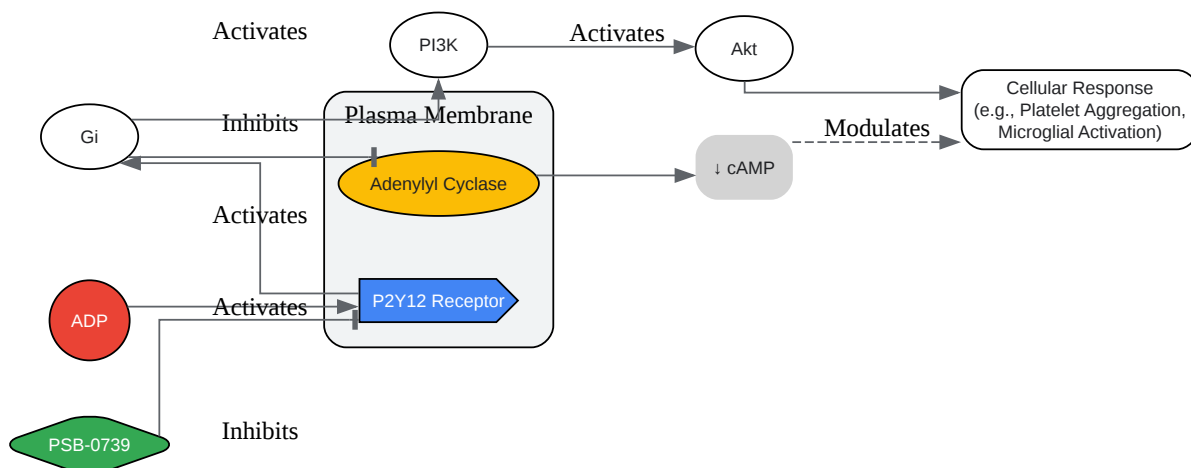 Activates
PI3K
Activates
Akt
Cellular Response
(e.g., Platelet Aggregation,
Microglial Activation)
Plasma Membrane
Inhibits
Gi
Modulates
↓ cAMP
Adenylyl Cyclase
Activates
P2Y12 Receptor
Activates
ADP
Inhibits
PSB-0739